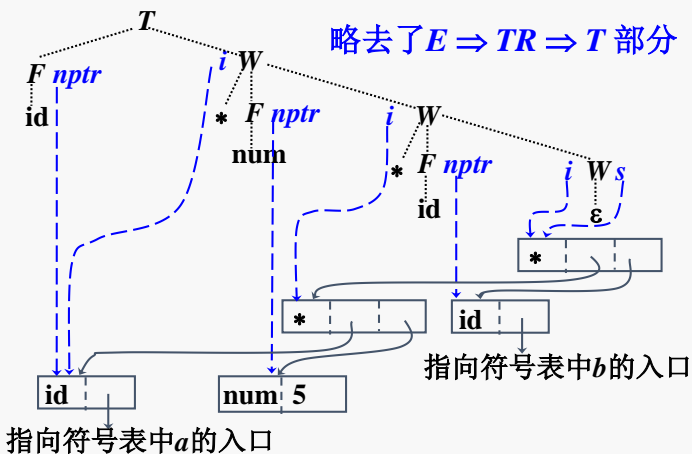 T
略去了E ⇒ TR ⇒ T 部分
F nptr
i W
id
* F nptr
i W
num
* F nptr
i W s
id
ε
*
*
id
指向符号表中b的入口
id
num 5
指向符号表中a的入口